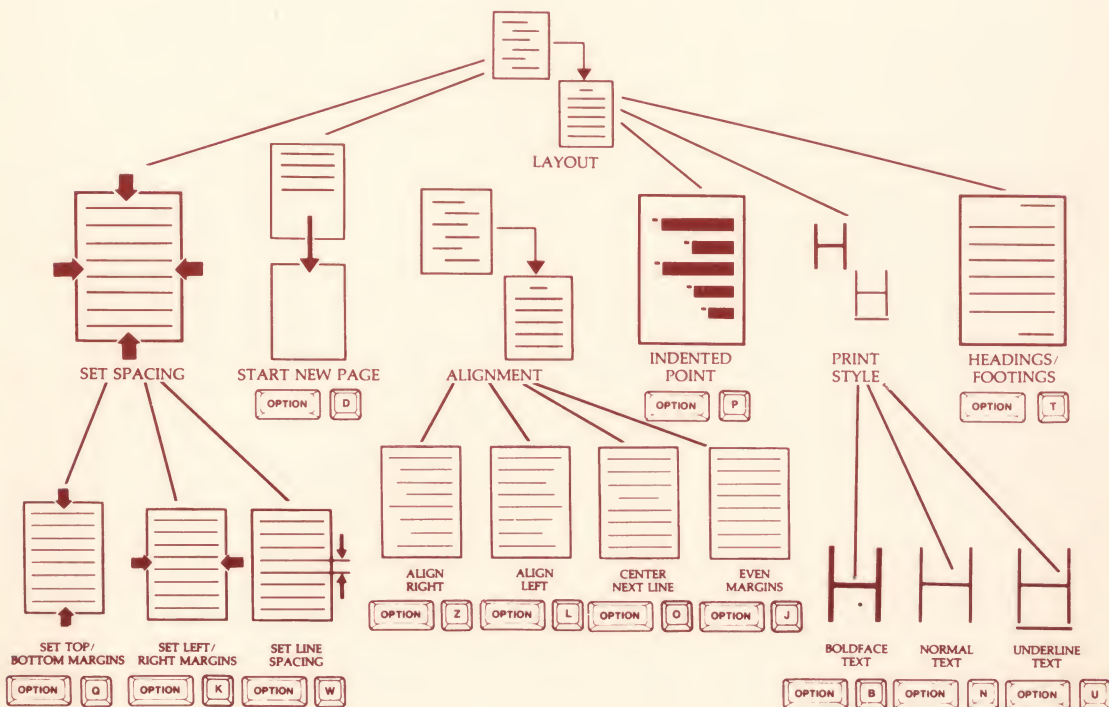 LAYOUT
SET SPACING
START NEW PAGE
OPTION D
ALIGNMENT
INDENTED
POINT
OPTION P
PRINT
STYLE
HEADINGS/
FOOTINGS
OPTION T
SET TOP/
BOTTOM MARGINS
OPTION Q
SET LEFT/
RIGHT MARGINS
OPTION K
SET LINE
SPACING
OPTION W
ALIGN
RIGHT
OPTION Z
ALIGN
LEFT
OPTION L
CENTER
NEXT LINE
OPTION O
EVEN
MARGINS
OPTION J
BOLDFACE
TEXT
OPTION B
NORMAL
TEXT
OPTION N
UNDERLINE
TEXT
OPTION U